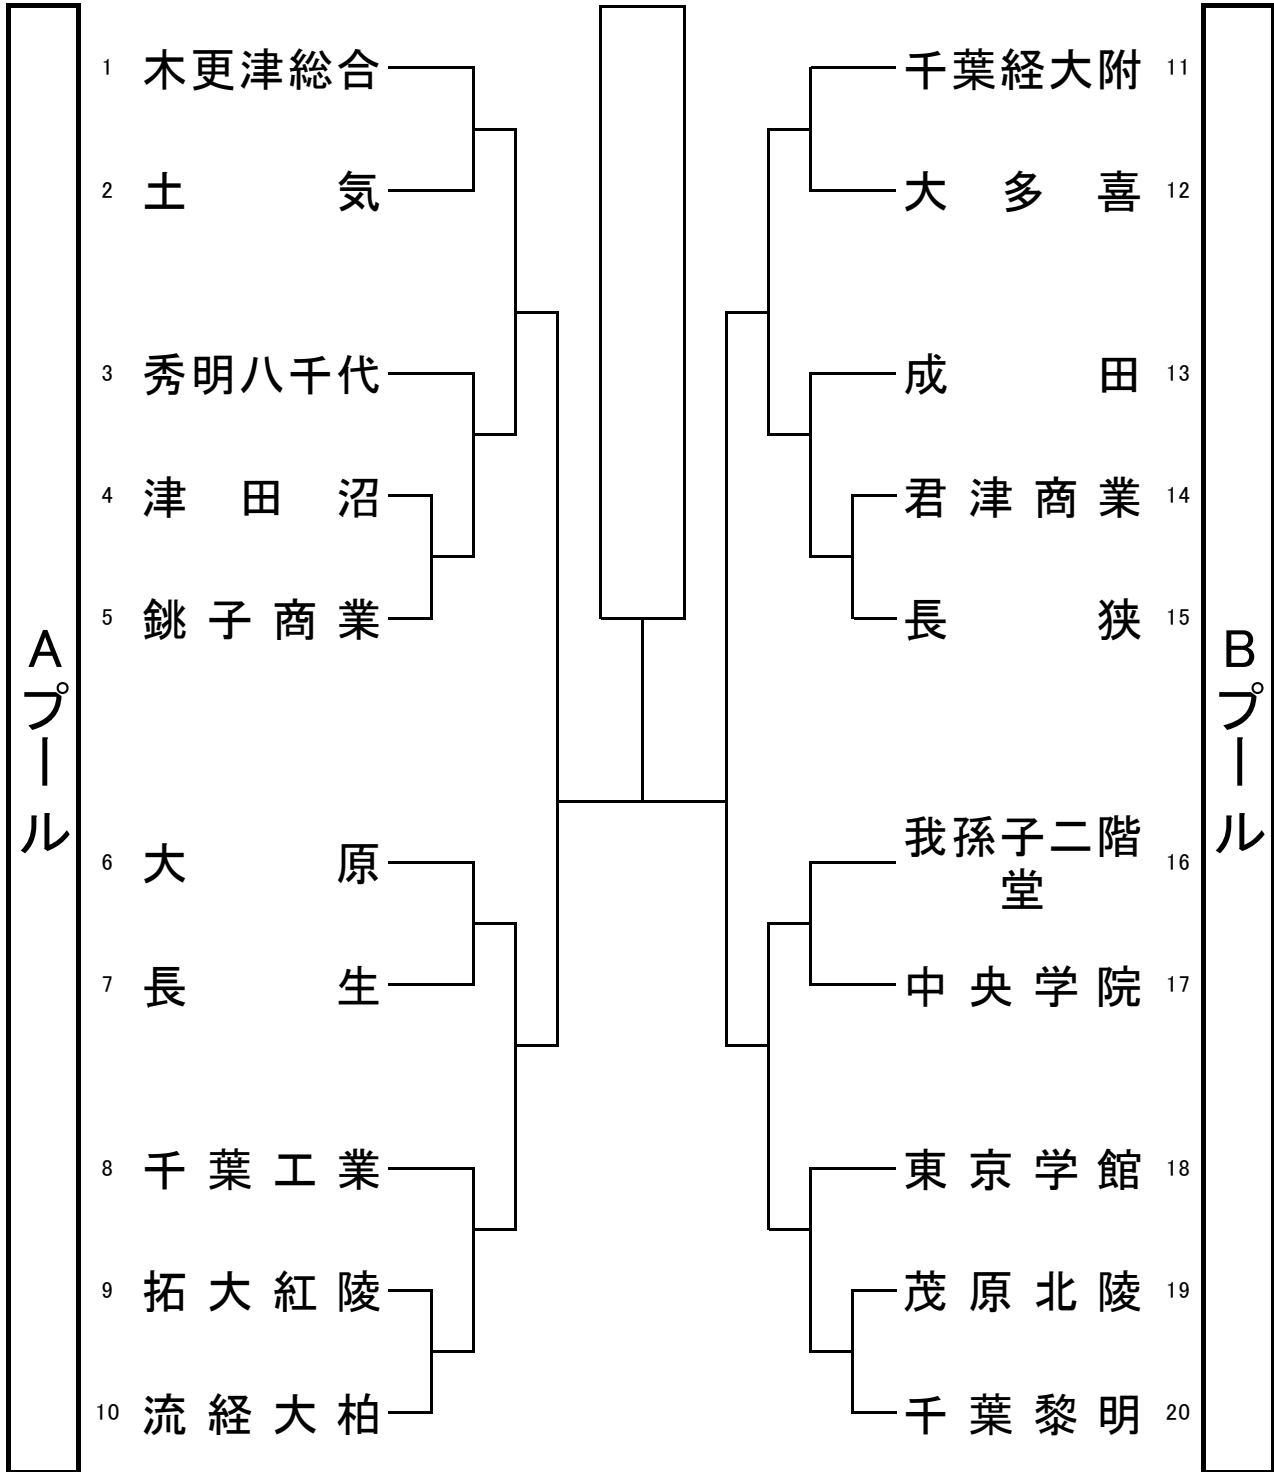 Aプール
1 木更津総合
2 土気
3 秀明八千代
4 津田沼
5 銚子商業
6 大原
7 長生
8 千葉工業
9 拓大紅陵
10 流経大柏
千葉経大附 11
大多喜 12
成田 13
君津商業 14
長狭 15
我孫子二階
堂 16
中央学院 17
東京学館 18
茂原北陵 19
千葉黎明 20
Bプール